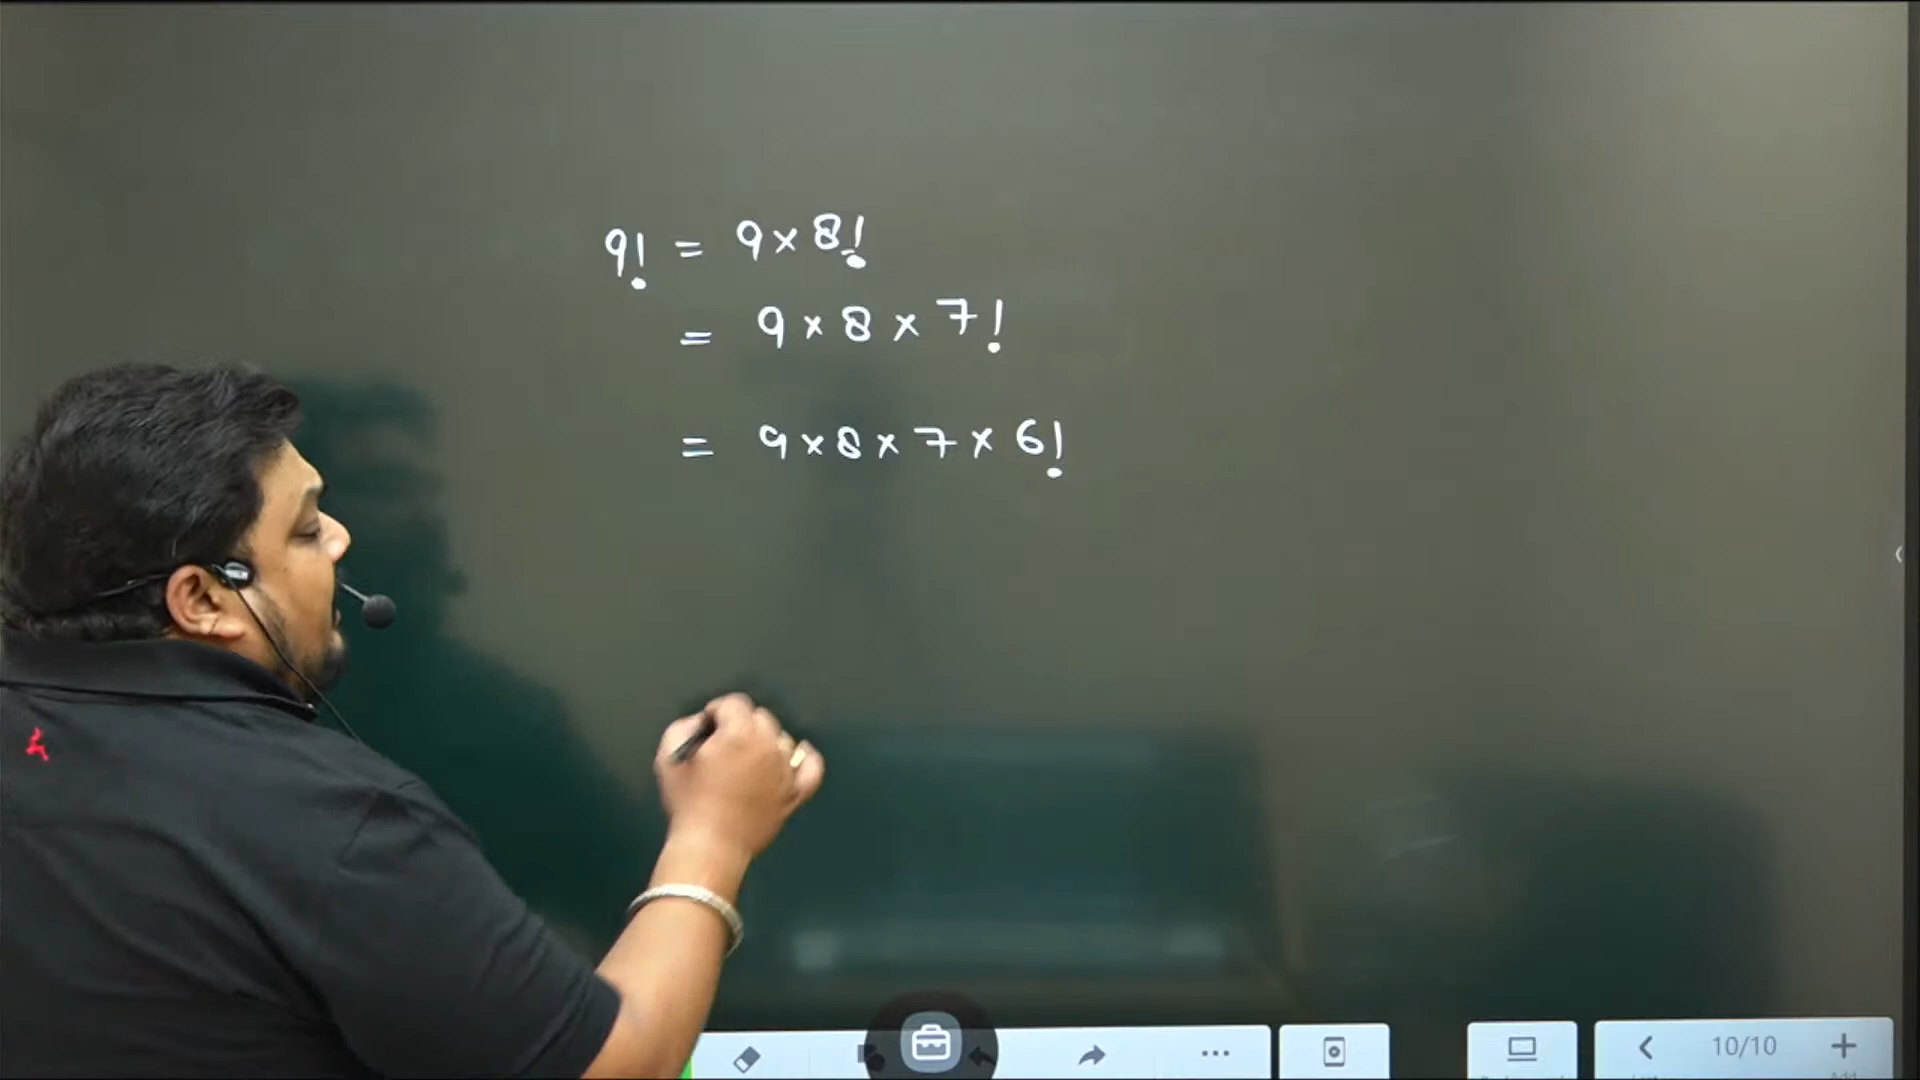 9! = 9 × 8!
= 9 × 8 × 7!
= 9 × 8 × 7 × 6!
10/10